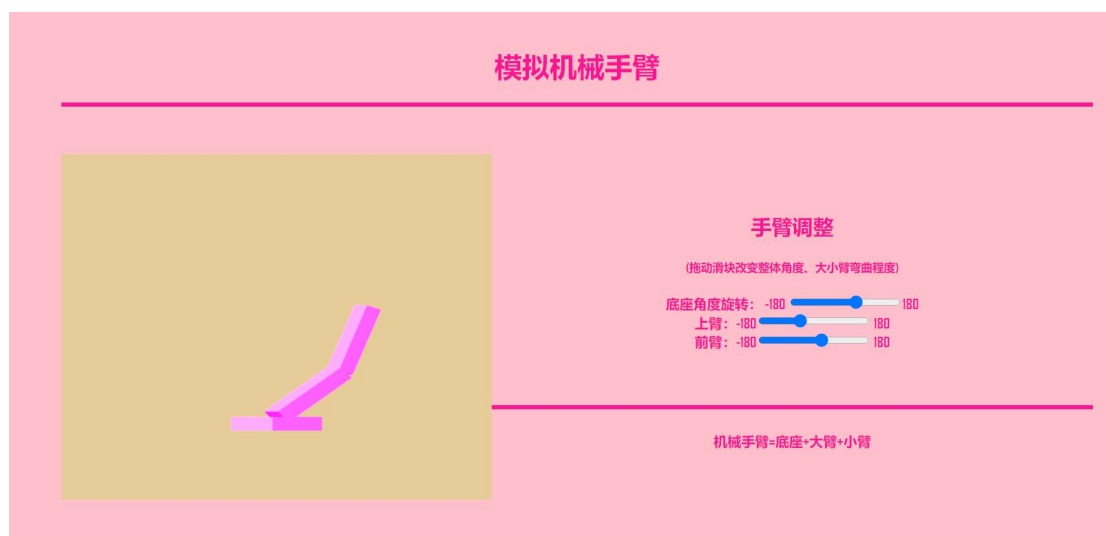 模拟机械手臂
手臂调整
(拖动滑块改变整体角度、大小臂弯曲程度)
底座角度旋转：-180 180
上臂：-180 180
前臂：-180 180
机械手臂=底座+大臂+小臂